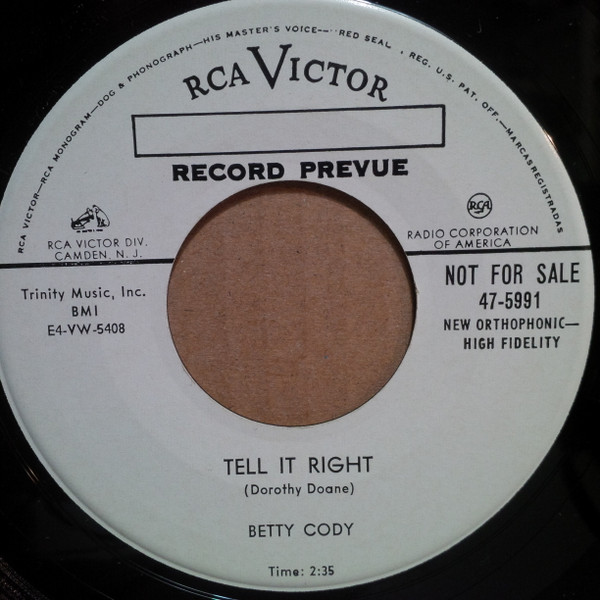 RCA VICTOR—RCA MONOGRAM—DOG & PHONOGRAPH—HIS MASTER'S VOICE—RED SEAL, REG. U.S. PAT. OFF.—MARCAS REGISTRADAS
RCA VICTOR
RECORD PREVUE
RCA VICTOR DIV.
CAMDEN, N. J.
RCA
RADIO CORPORATION
OF AMERICA
Trinity Music, Inc.
BMI
E4-VW-5408
NOT FOR SALE
47-5991
NEW ORTHOPHONIC—
HIGH FIDELITY
TELL IT RIGHT
(Dorothy Doane)
BETTY CODY
Time: 2:35